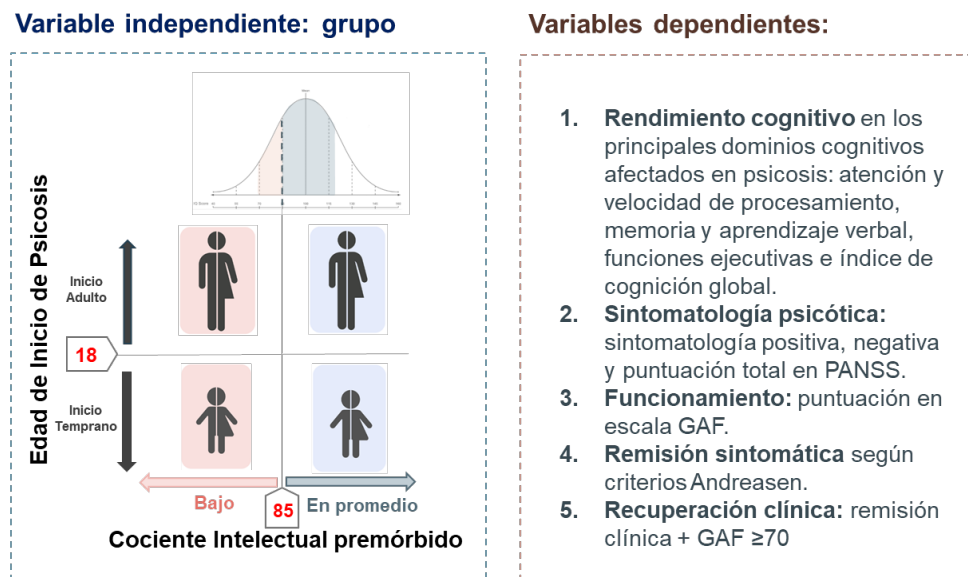 Variable independiente: grupo
Edad de Inicio de Psicosis
Inicio
Adulto
18
Inicio
Temprano
Bajo
85
En promedio
Cociente Intelectual premórbido
Variables dependientes:
1. Rendimiento cognitivo en los
principales dominios cognitivos
afectados en psicosis: atención y
velocidad de procesamiento,
memoria y aprendizaje verbal,
funciones ejecutivas e índice de
cognición global.
2. Sintomatología psicótica:
sintomatología positiva, negativa
y puntuación total en PANSS.
3. Funcionamiento: puntuación en
escala GAF.
4. Remisión sintomática según
criterios Andreasen.
5. Recuperación clínica: remisión
clínica + GAF ≥70